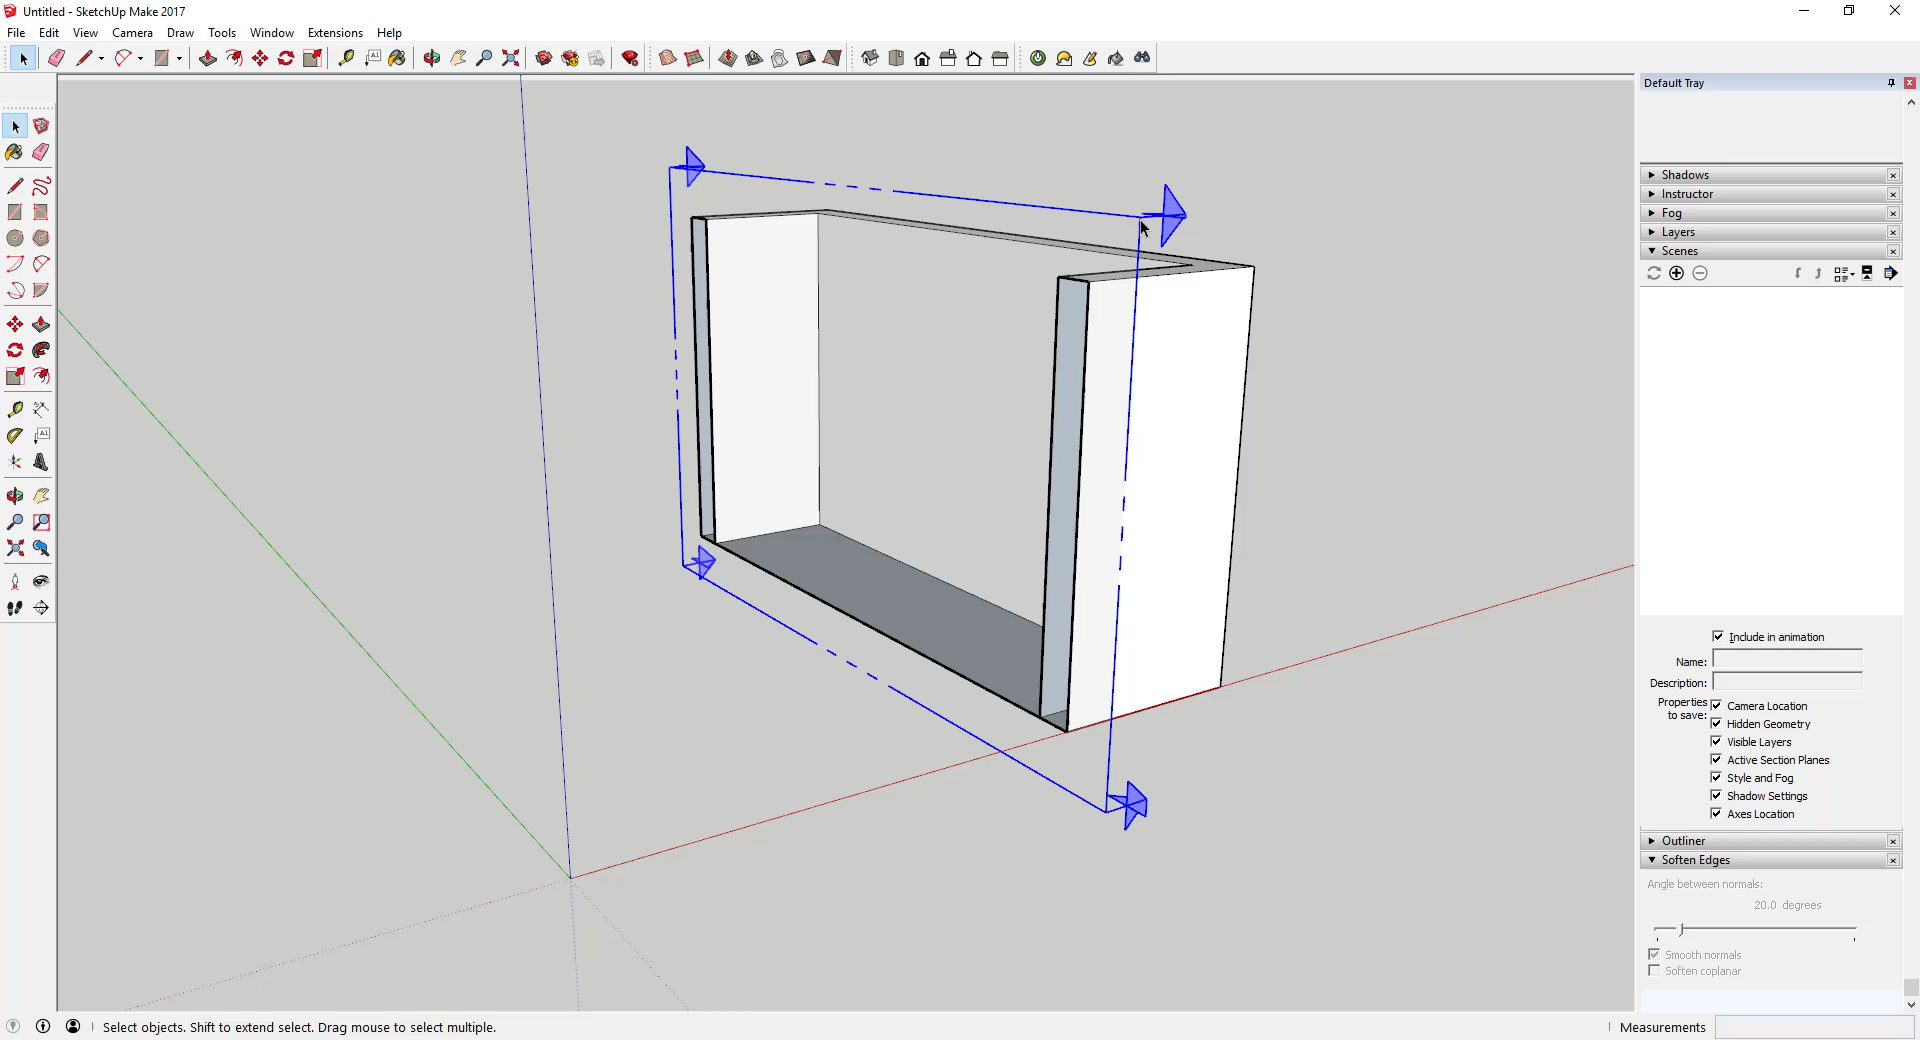 Untitled - SketchUp Make 2017
File Edit View Camera Draw Tools Window Extensions Help
A1
Default Tray
Shadows
Instructor
Fog
Layers
Scenes
A1
Include in animation
Name:
Description:
Properties to save:
Camera Location
Hidden Geometry
Visible Layers
Active Section Planes
Style and Fog
Shadow Settings
Axes Location
Outliner
Soften Edges
Angle between normals:
20.0 degrees
Smooth normals
Soften coplanar
Select objects. Shift to extend select. Drag mouse to select multiple.
Measurements